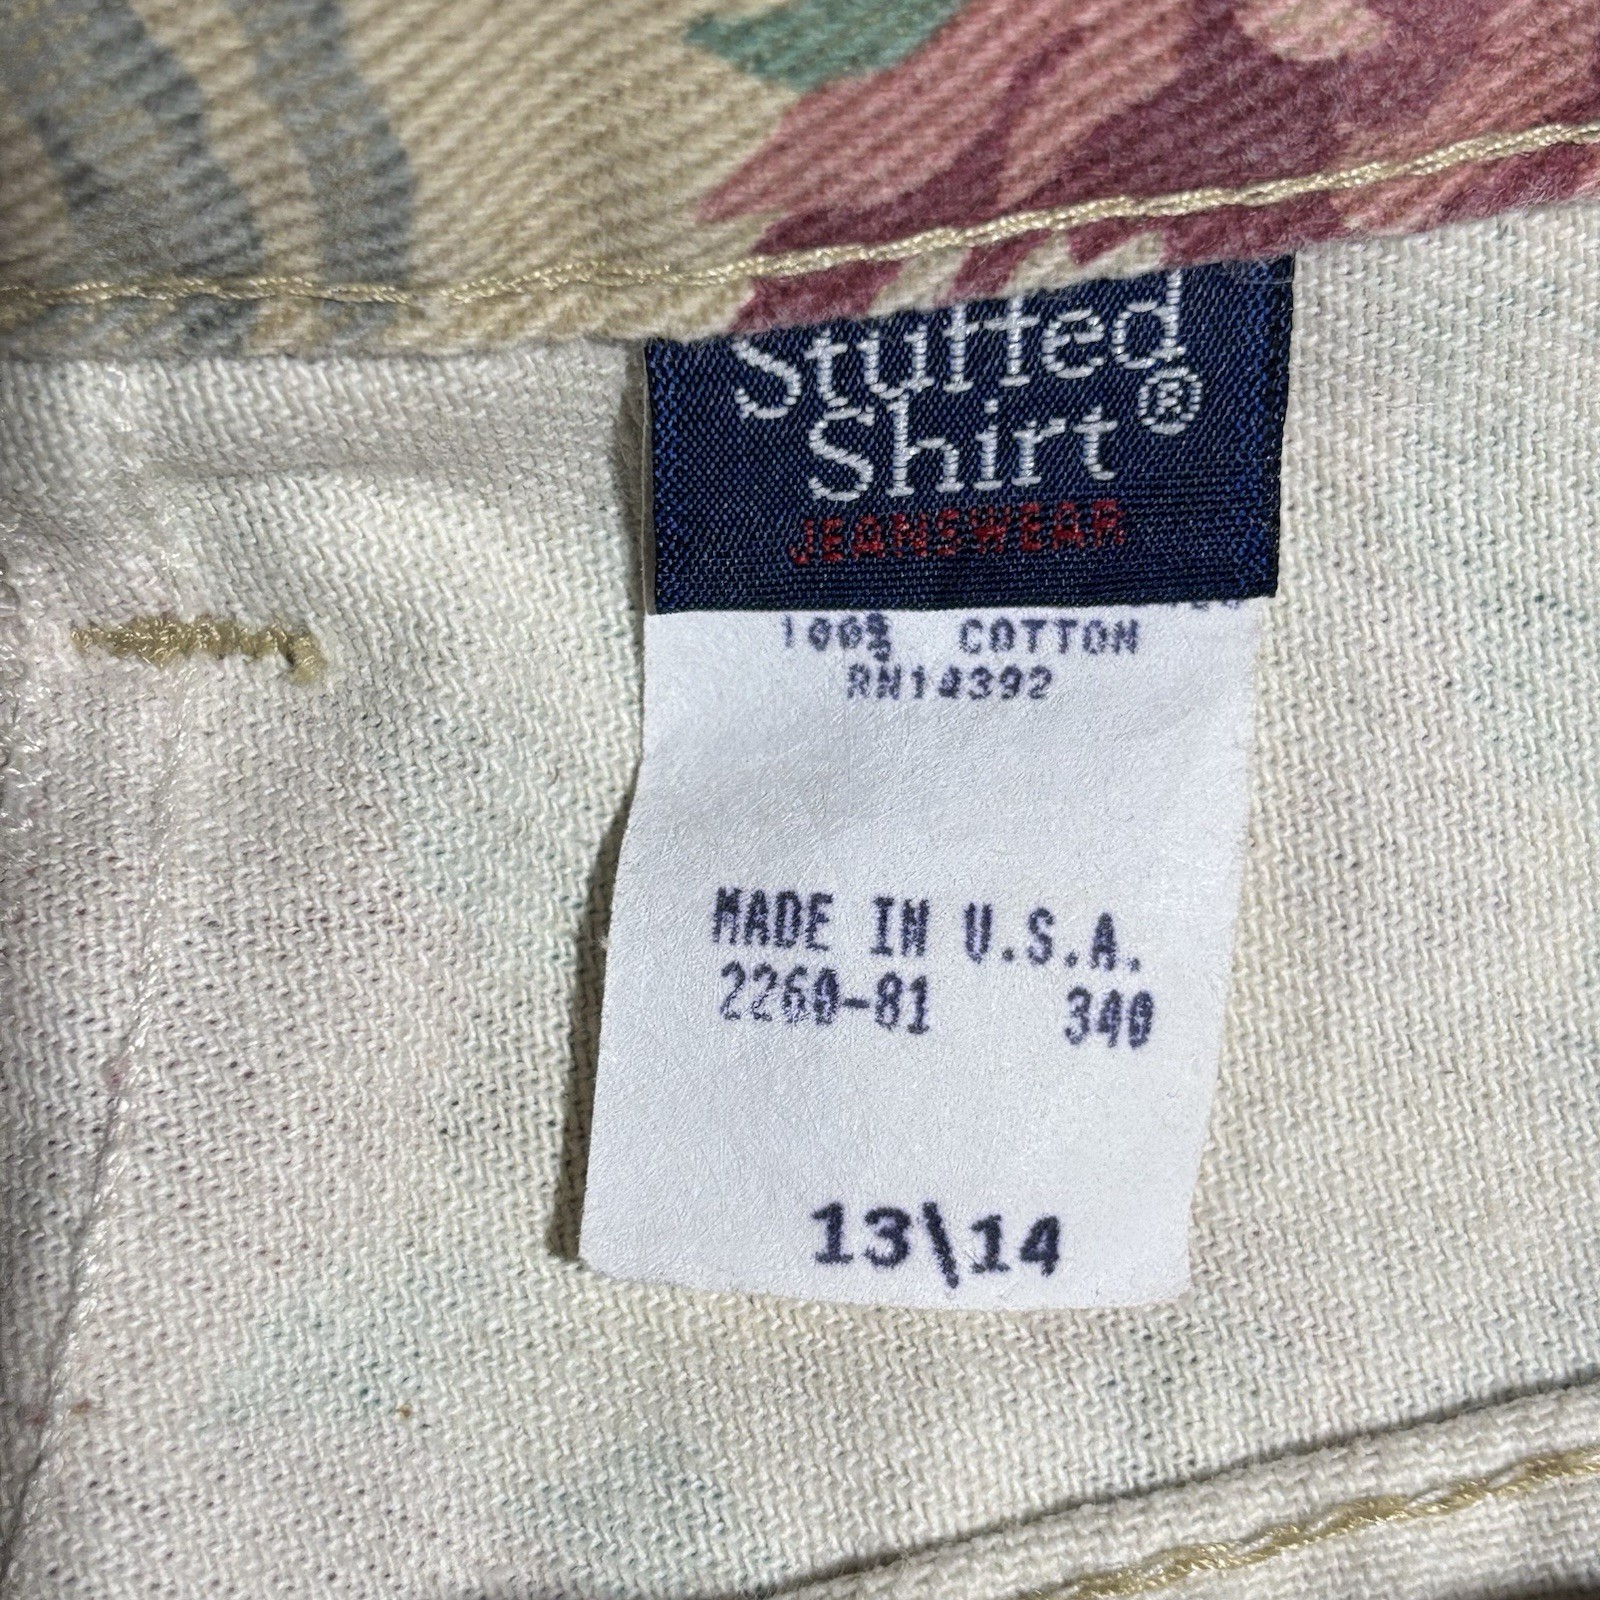 Stuffed
Shirt®
JEANSWEAR
100% COTTON
RN14392
MADE IN U.S.A.
2260-81 340
13\14